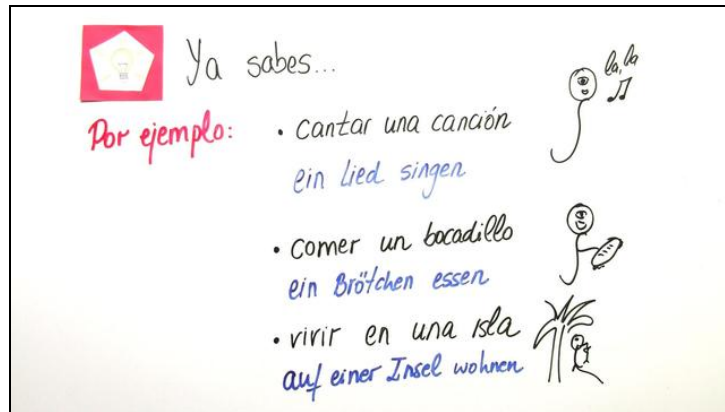 Ya sabes...
la, la
Por ejemplo:
• cantar una canción
ein Lied singen
• comer un bocadillo
ein Brötchen essen
• vivir en una isla
auf einer Insel wohnen